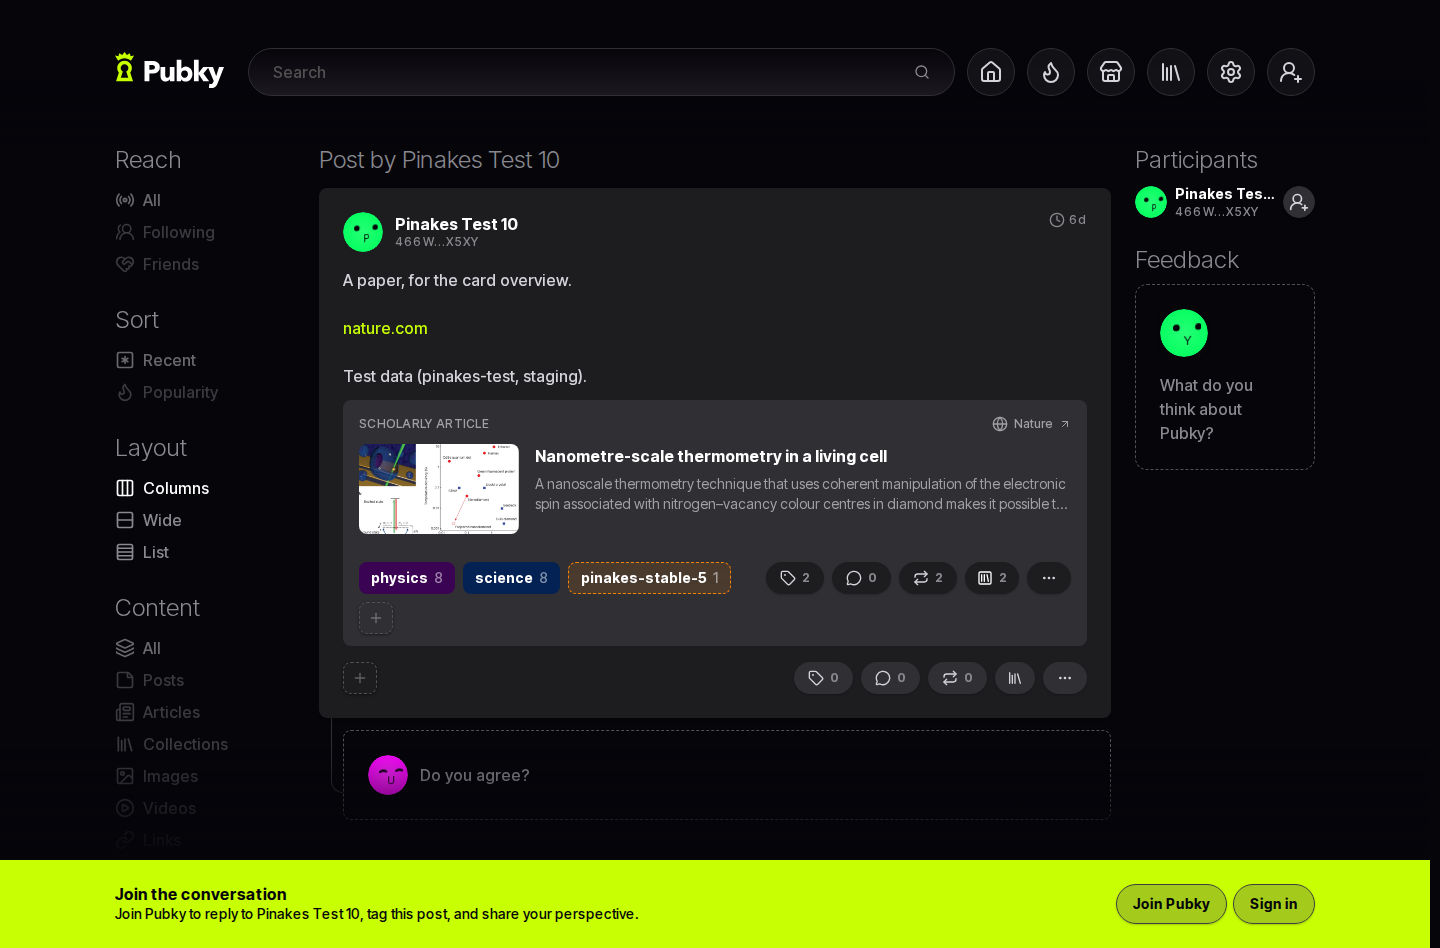 Pubky
Search
Reach
All
Following
Friends
Sort
Recent
Popularity
Layout
Columns
Wide
List
Content
All
Posts
Articles
Collections
Images
Videos
Links
Post by Pinakes Test 10
Pinakes Test 10
466W...X5XY
6d
A paper, for the card overview.
nature.com
Test data (pinakes-test, staging).
SCHOLARLY ARTICLE
Nature
Nanometre-scale thermometry in a living cell
A nanoscale thermometry technique that uses coherent manipulation of the electronic
spin associated with nitrogen–vacancy colour centres in diamond makes it possible t...
physics 8
science 8
pinakes-stable-5 1
2
0
2
2
0
0
0
Do you agree?
Participants
Pinakes Tes...
466W...X5XY
Feedback
What do you
think about
Pubky?
Join the conversation
Join Pubky to reply to Pinakes Test 10, tag this post, and share your perspective.
Join Pubky
Sign in